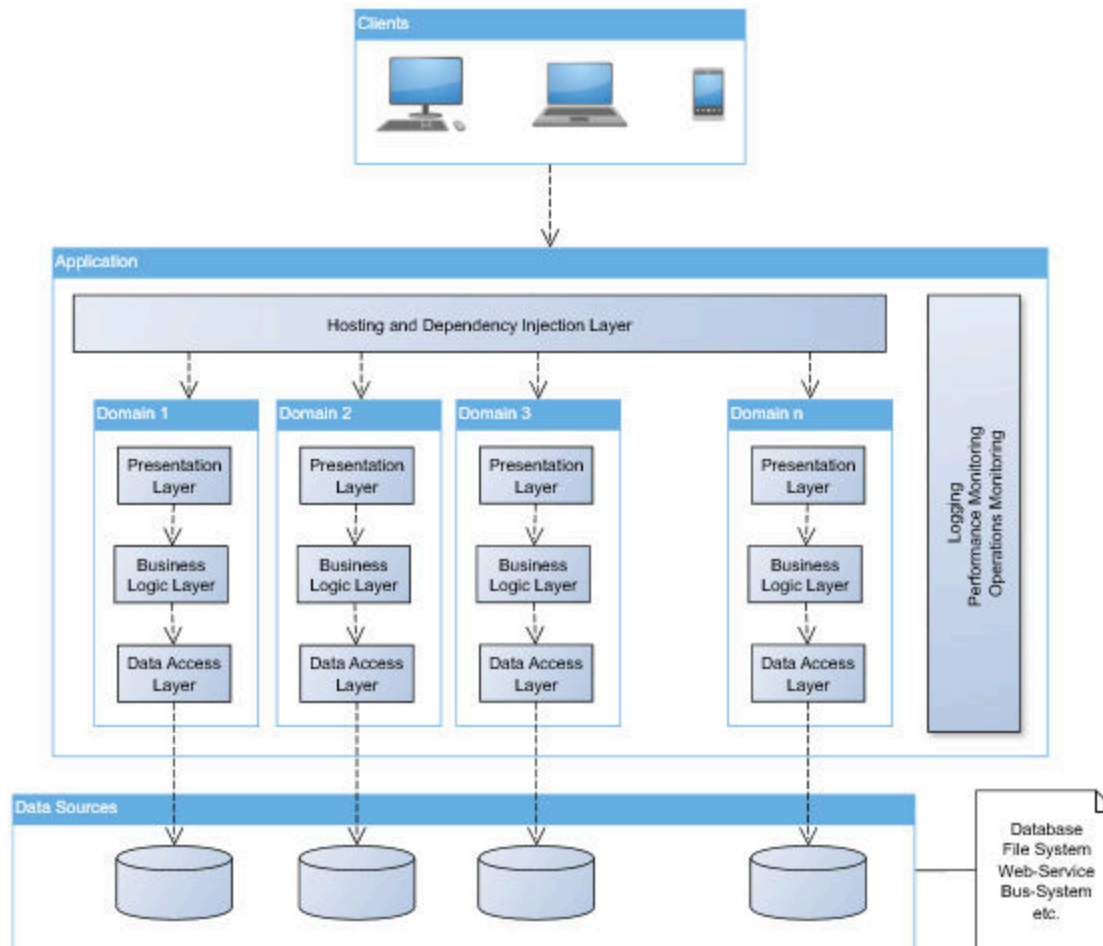 Clients
Application
Hosting and Dependency Injection Layer
Domain 1
Domain 2
Domain 3
Domain n
Presentation
Layer
Presentation
Layer
Presentation
Layer
Presentation
Layer
Business
Logic Layer
Business
Logic Layer
Business
Logic Layer
Business
Logic Layer
Data Access
Layer
Data Access
Layer
Data Access
Layer
Data Access
Layer
Logging
Performance Monitoring
Operations Monitoring
Data Sources
Database
File System
Web-Service
Bus-System
etc.